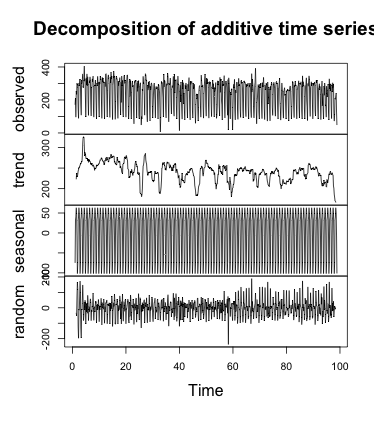 Decomposition of additive time series
observed
0 200 400
trend
200 300
seasonal
0 50
random
-200 0
0 20 40 60 80 100
Time